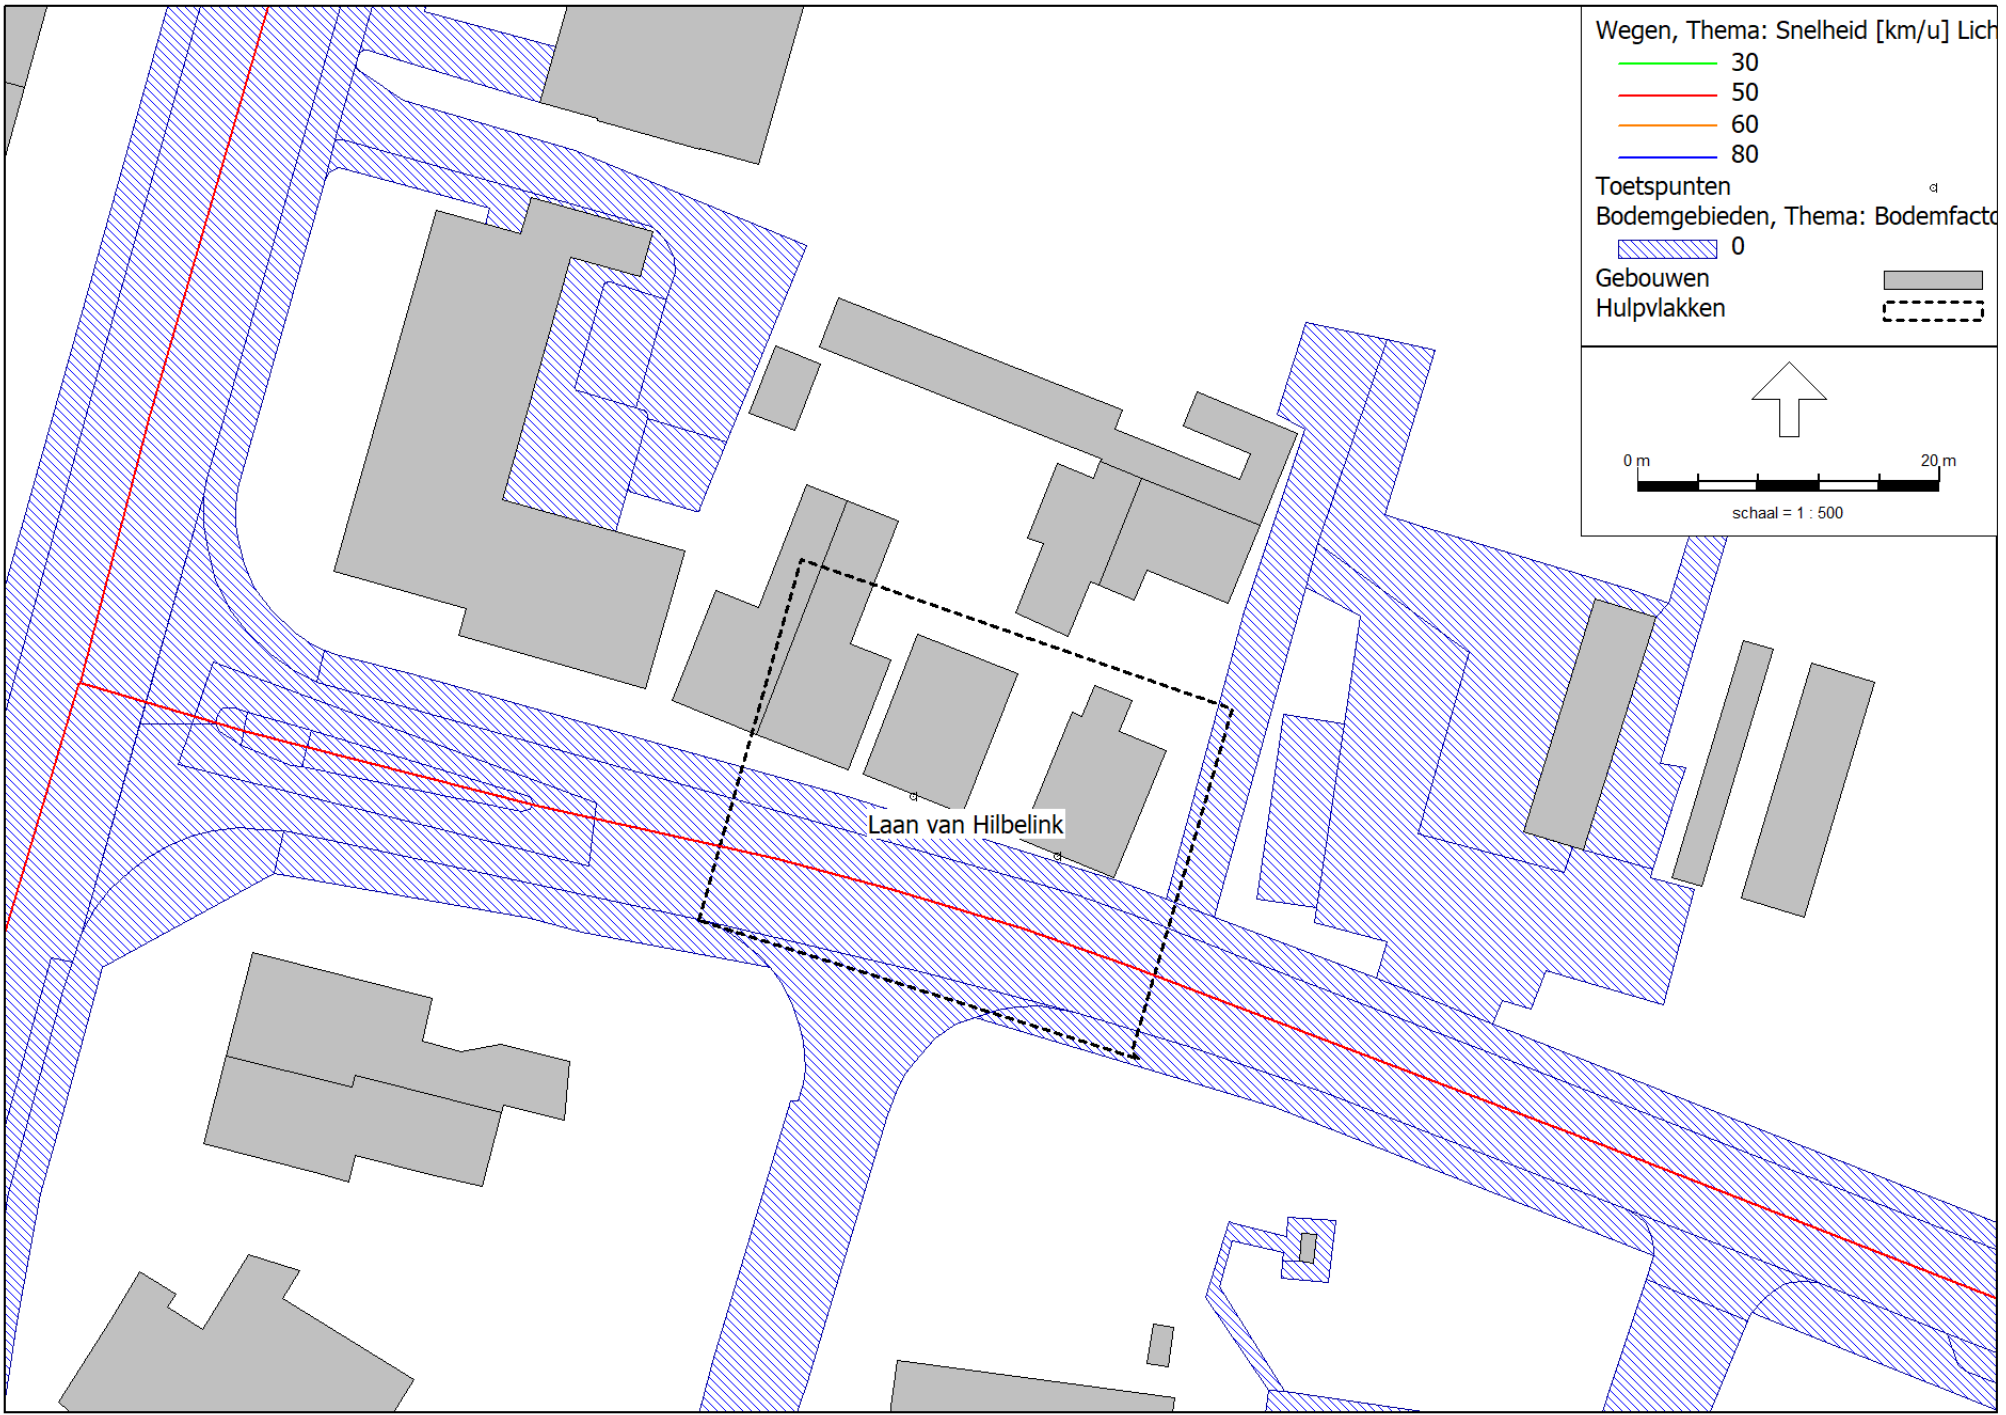 Wegen, Thema: Snelheid [km/u] Lich
30
50
60
80
Toetspunten
Bodemgebieden, Thema: Bodemfacto
0
Gebouwen
Hulpvlakken
0 m 20 m
schaal = 1 : 500
Laan van Hilbelink